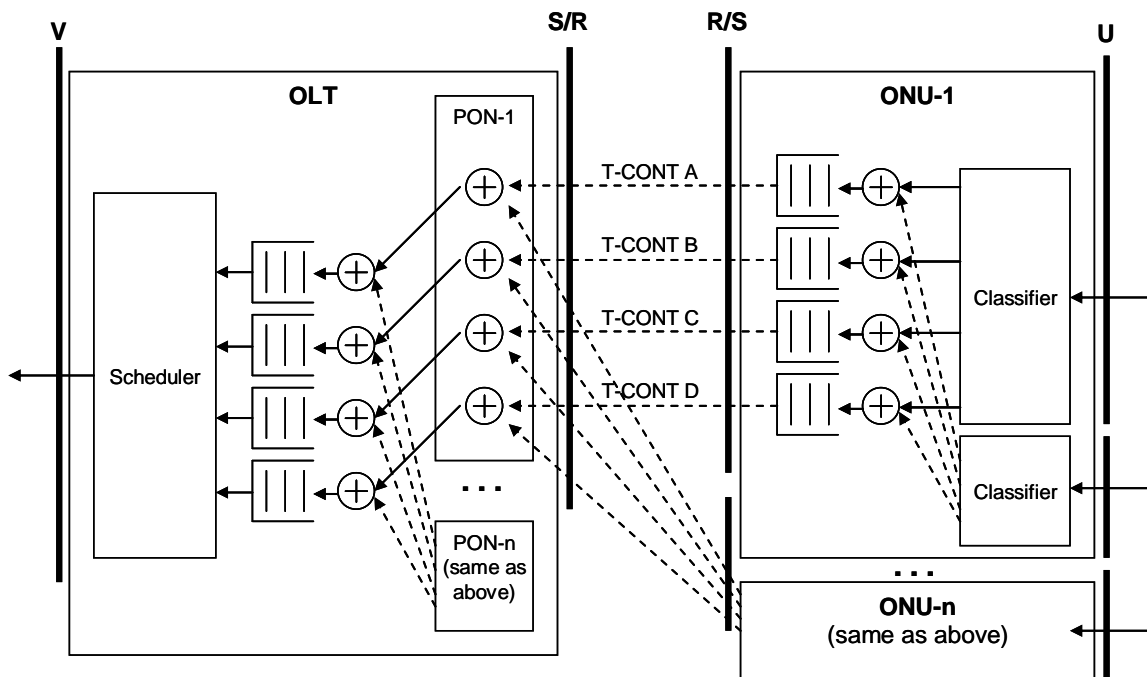 V
S/R
R/S
U
OLT
PON-1
ONU-1
T-CONT A
T-CONT B
T-CONT C
T-CONT D
Scheduler
Classifier
Classifier
. . .
PON-n
(same as
above)
. . .
ONU-n
(same as above)